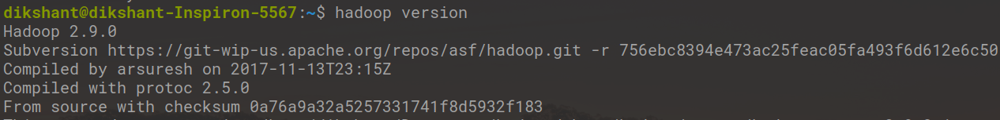 dikshant@dikshant-Inspiron-5567:~$ hadoop version
Hadoop 2.9.0
Subversion https://git-wip-us.apache.org/repos/asf/hadoop.git -r 756ebc8394e473ac25feac05fa493f6d612e6c50
Compiled by arsuresh on 2017-11-13T23:15Z
Compiled with protoc 2.5.0
From source with checksum 0a76a9a32a5257331741f8d5932f183